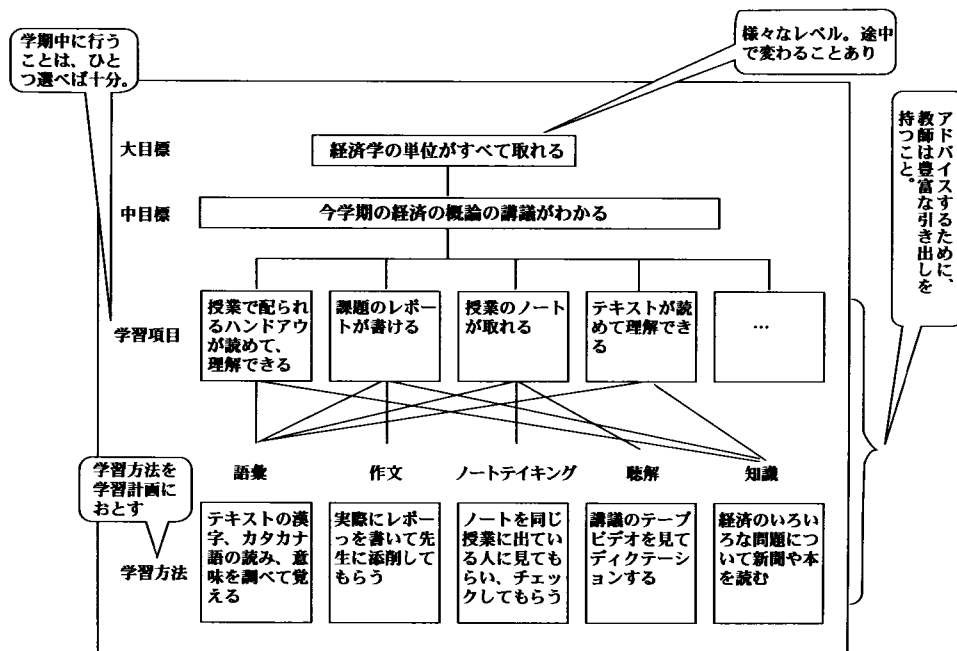 学期中に行う
ことは、ひと
つ選べば十分。
様々なレベル。途中
で変わることあり
アドバイスするために、
教師は豊富な引き出しを
持つこと。
大目標
経済学の単位がすべて取れる
中目標
今学期の経済の概論の講義がわかる
学習項目
授業で配られ
るハンドアウ
が読めて、
理解できる
課題のレポー
トが書ける
授業のノート
が取れる
テキストが読
めて理解でき
る
…
学習方法を
学習計画に
おとす
語彙
作文
ノートテイキング
聴解
知識
学習方法
テキストの漢
字、カタカナ
語の読み、意
味を調べて覚
える
実際にレポー
っを書いて先
生に添削して
もらう
ノートを同じ
授業に出てい
る人に見ても
らい、チェッ
クしてもらう
講義のテープ
ビデオを見て
ディクテーシ
ョンする
経済のいろい
ろな問題につ
いて新聞や本
を読む